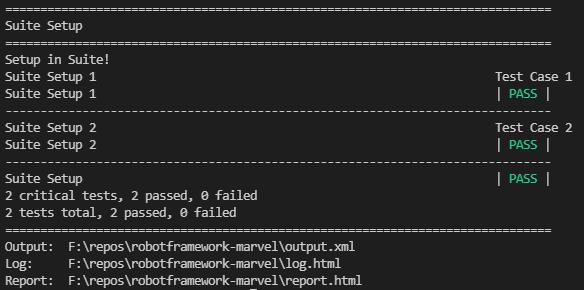 ==============================================================================
Suite Setup
==============================================================================
Setup in Suite!
Suite Setup 1                                                         Test Case 1
Suite Setup 1                                                         | PASS |
------------------------------------------------------------------------------
Suite Setup 2                                                         Test Case 2
Suite Setup 2                                                         | PASS |
------------------------------------------------------------------------------
Suite Setup                                                           | PASS |
2 critical tests, 2 passed, 0 failed
2 tests total, 2 passed, 0 failed
==============================================================================
Output:  F:\repos\robotframework-marvel\output.xml
Log:     F:\repos\robotframework-marvel\log.html
Report:  F:\repos\robotframework-marvel\report.html